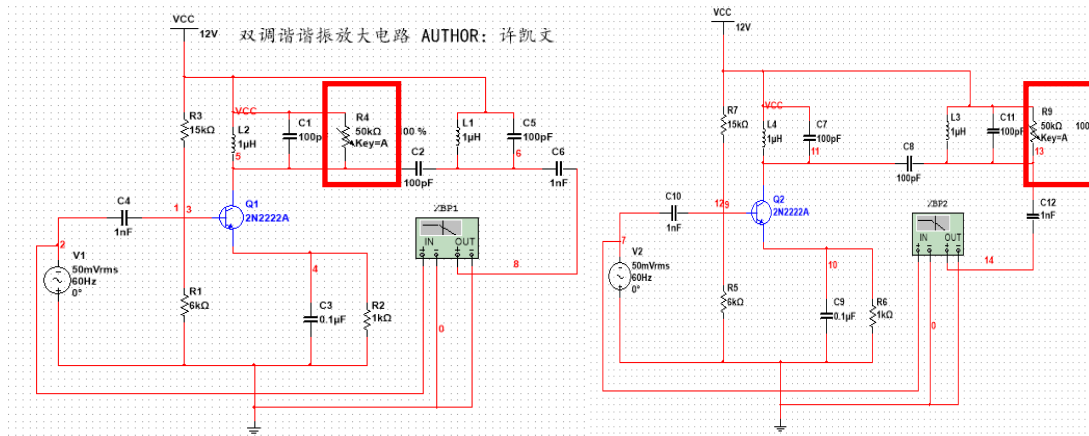 VCC
12V
双调谐谐振放大电路 AUTHOR: 许凯文
R3
15kΩ
VCC
L2
1μH
5
C1
100pF
R4
50kΩ
Key=A
00 %
C2
100pF
L1
1μH
C5
100pF
6
C6
1nF
C4
1nF
1
3
Q1
2N2222A
2
V1
50mVrms
60Hz
0°
R1
6kΩ
4
C3
0.1μF
R2
1kΩ
XBP1
IN
OUT
8
0
VCC
12V
R7
15kΩ
VCC
L4
1μH
C7
100pF
11
C8
100pF
L3
1μH
C11
100pF
R9
50kΩ
Key=A
100
13
C12
1nF
C10
1nF
12
9
Q2
2N2222A
7
V2
50mVrms
60Hz
0°
R5
6kΩ
10
C9
0.1μF
R6
1kΩ
XBP2
IN
OUT
14
0